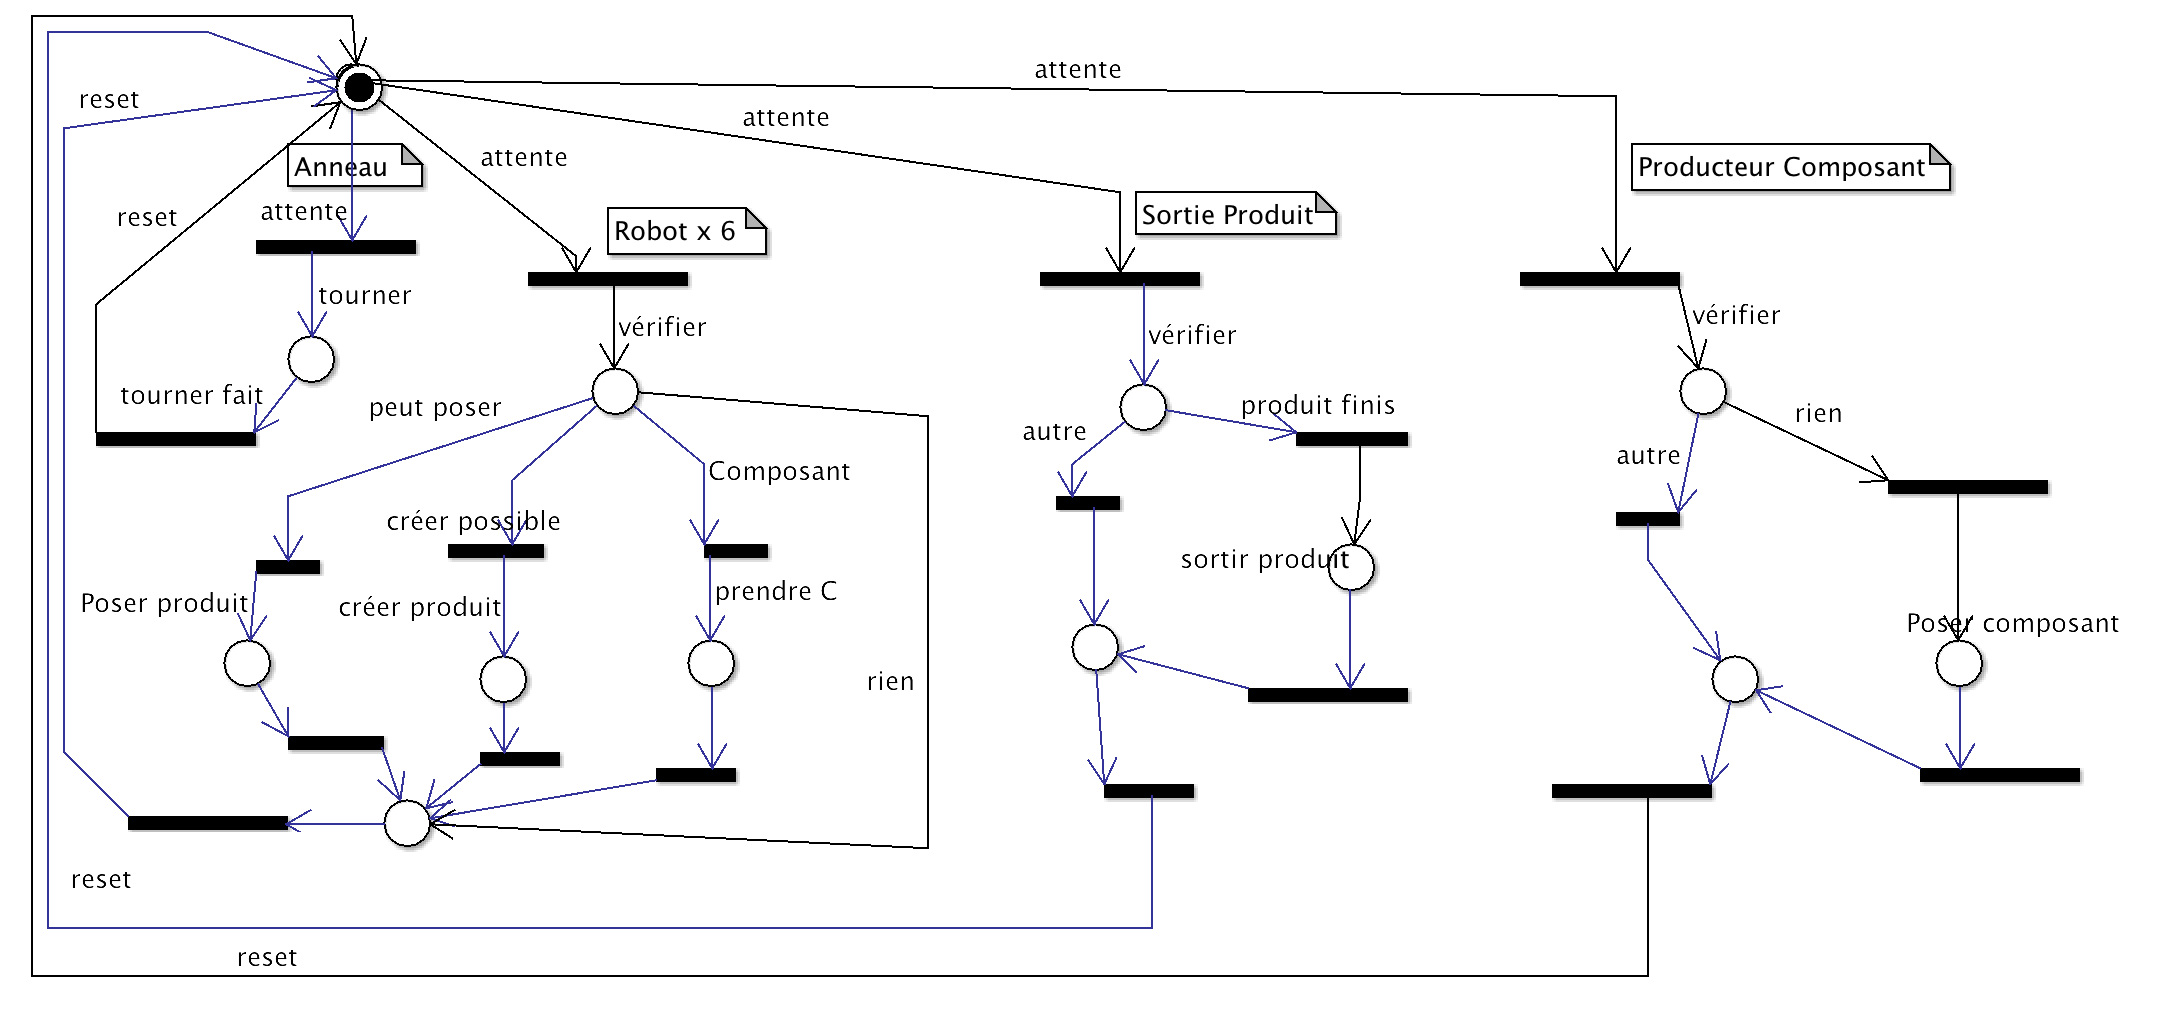 attente
reset
attente
attente
Anneau
Producteur Composant
reset
attente
Sortie Produit
Robot x 6
tourner
vérifier
vérifier
vérifier
tourner fait
peut poser
autre
produit finis
rien
Composant
autre
créer possible
sortir produit
Poser produit
créer produit
prendre C
Poser composant
rien
reset
reset